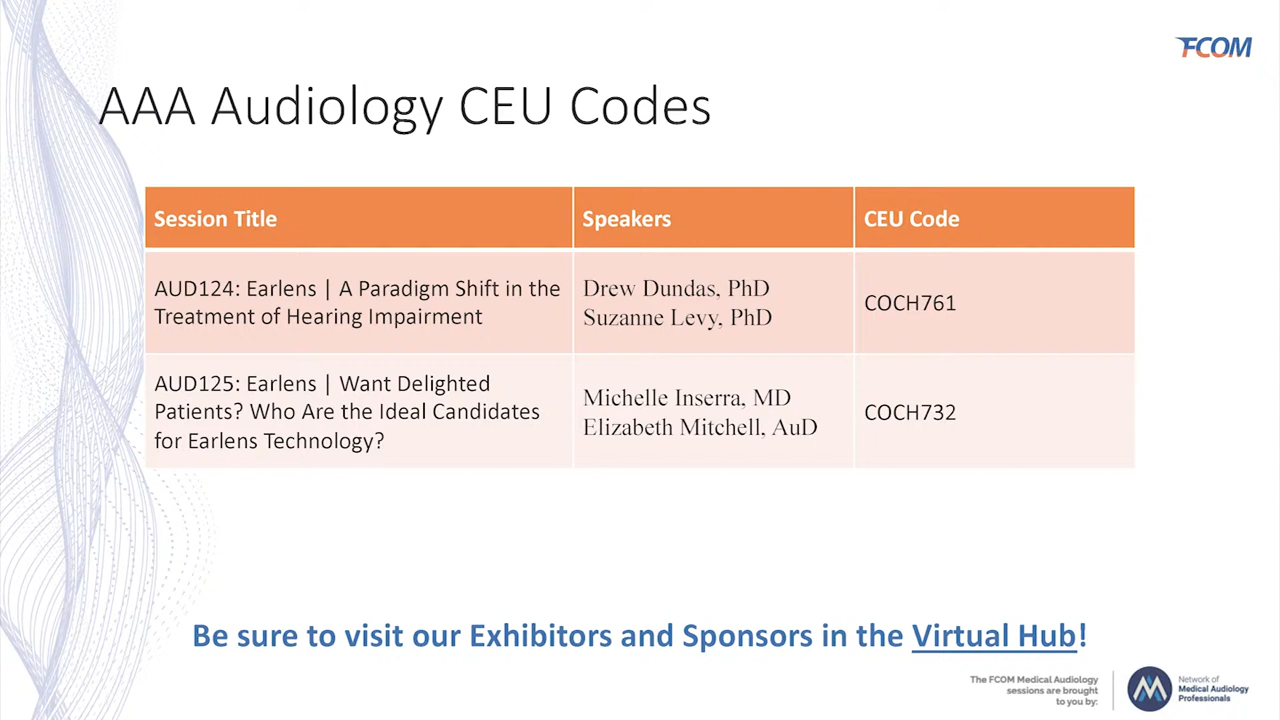 FCOM
AAA Audiology CEU Codes
Session Title
Speakers
CEU Code
AUD124: Earlens | A Paradigm Shift in the
Treatment of Hearing Impairment
Drew Dundas, PhD
Suzanne Levy, PhD
COCH761
AUD125: Earlens | Want Delighted
Patients? Who Are the Ideal Candidates
for Earlens Technology?
Michelle Inserra, MD
Elizabeth Mitchell, AuD
COCH732
Be sure to visit our Exhibitors and Sponsors in the Virtual Hub!
The FCOM Medical Audiology
sessions are brought
to you by:
Network of
Medical Audiology
Professionals